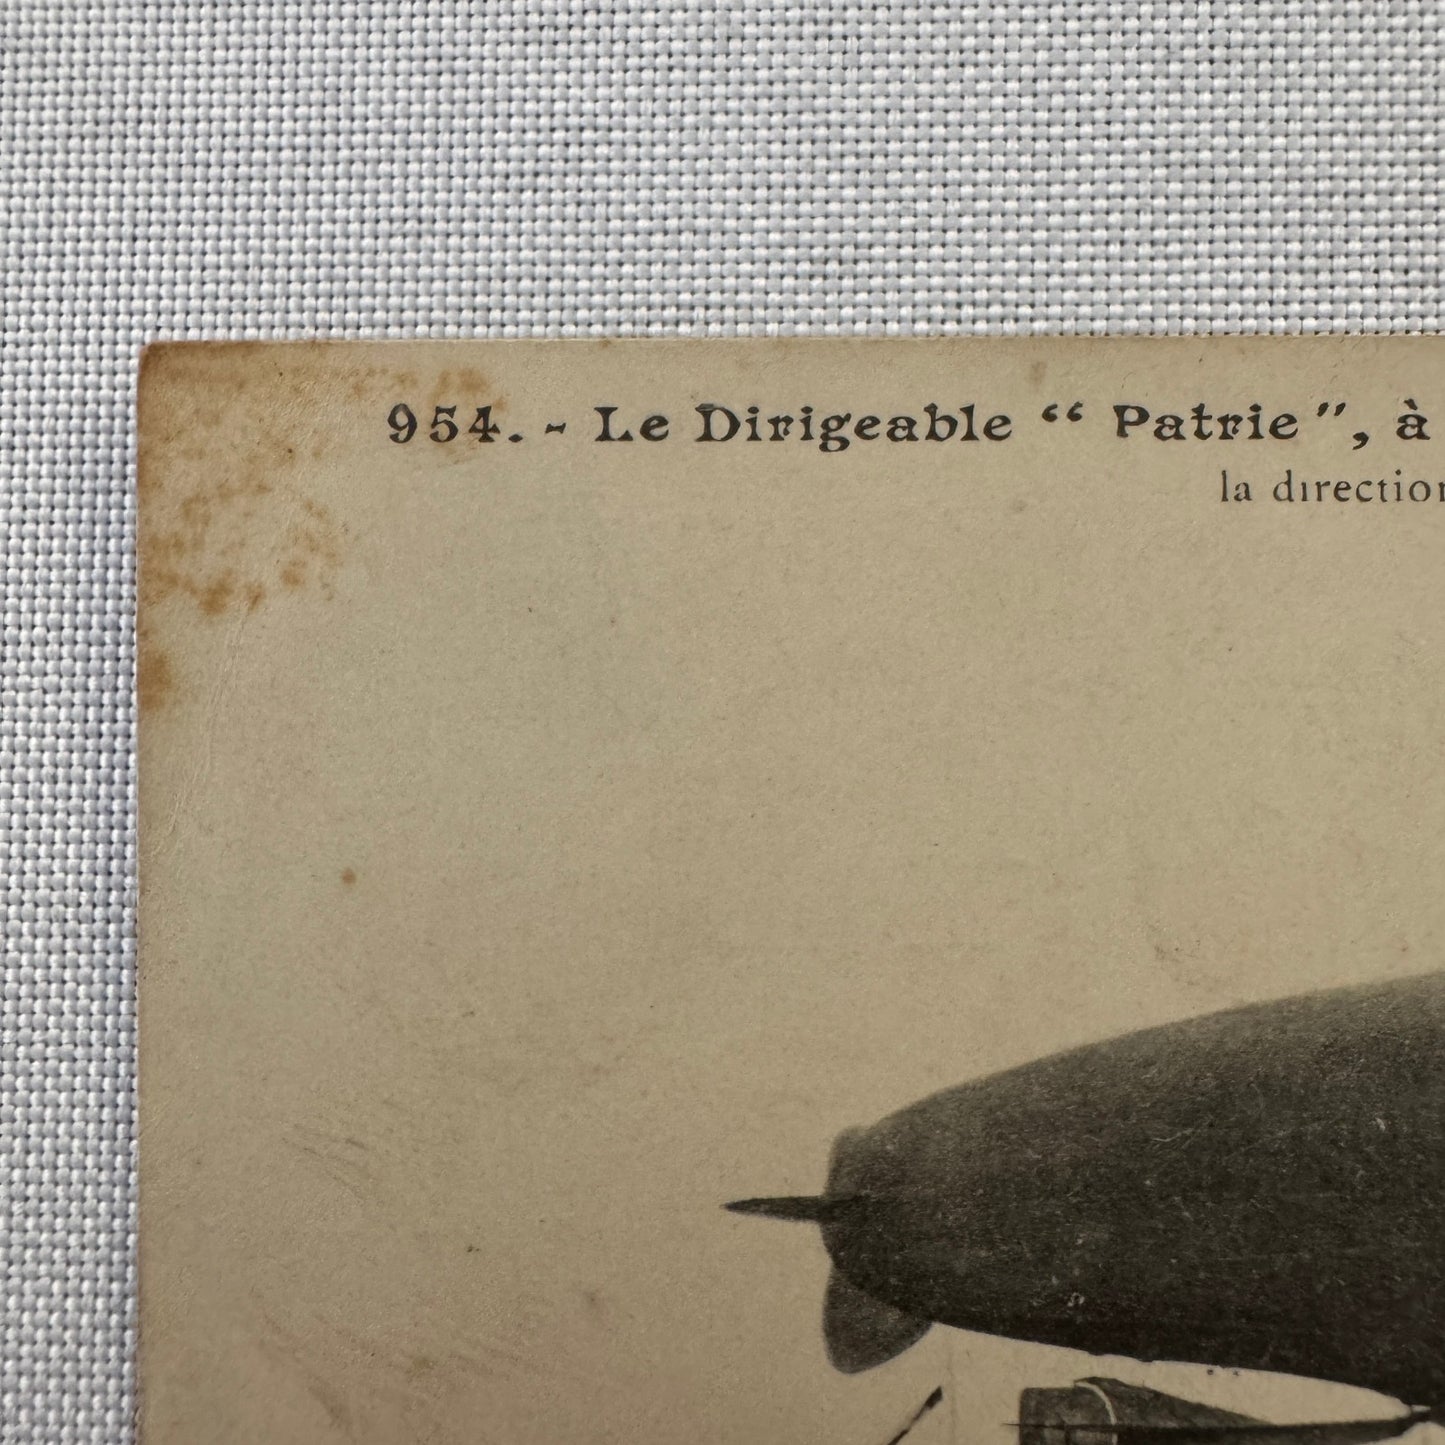 954. - Le Dirigeable “ Patrie ”, à
la direction